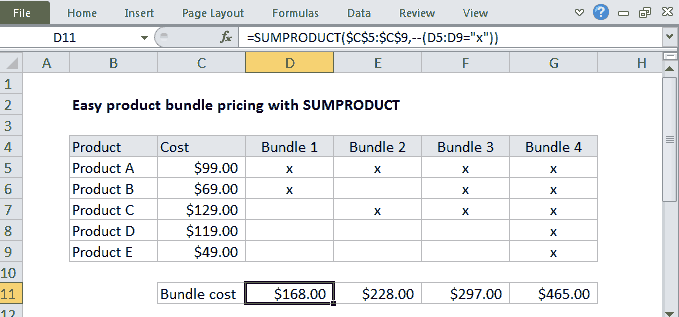 File Home Insert Page Layout Formulas Data Review View
D11 fx =SUMPRODUCT($C$5:$C$9,--(D5:D9="x"))
A B C D E F G H
1
2 Easy product bundle pricing with SUMPRODUCT
3
4 Product Cost Bundle 1 Bundle 2 Bundle 3 Bundle 4
5 Product A $99.00 x x x x
6 Product B $69.00 x x x
7 Product C $129.00 x x x
8 Product D $119.00 x
9 Product E $49.00 x
10
11 Bundle cost $168.00 $228.00 $297.00 $465.00
12